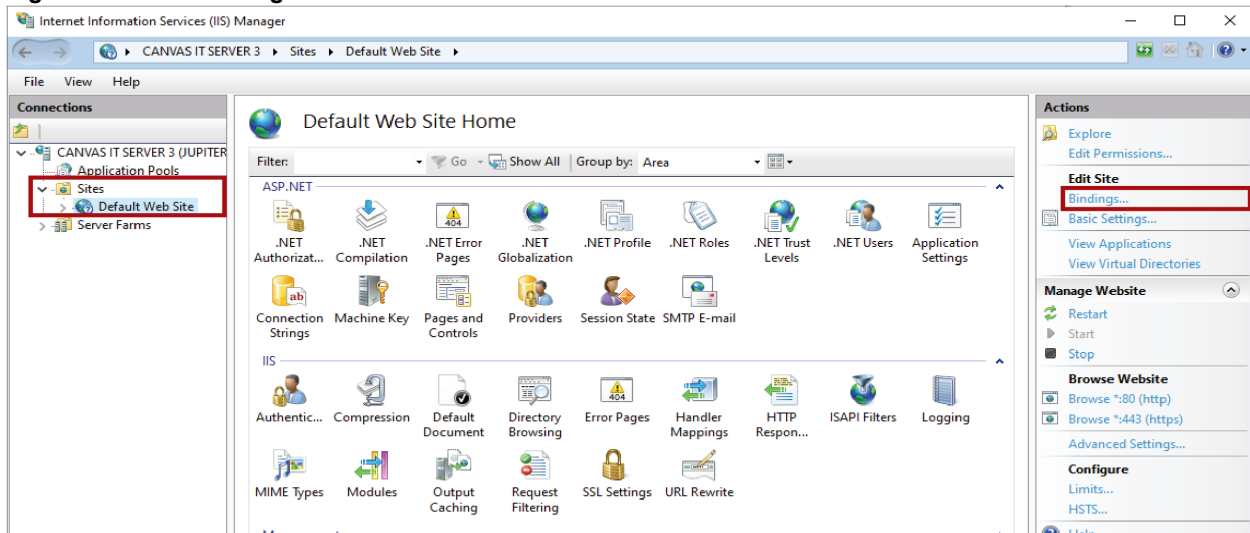 Internet Information Services (IIS) Manager
CANVAS IT SERVER 3 Sites Default Web Site
File View Help
Connections
CANVAS IT SERVER 3 (JUPITER
Application Pools
Sites
Default Web Site
Server Farms
Default Web Site Home
Filter: Go Show All Group by: Area
ASP.NET
.NET Authorizat...
.NET Compilation
.NET Error Pages
.NET Globalization
.NET Profile
.NET Roles
.NET Trust Levels
.NET Users
Application Settings
Connection Strings
Machine Key
Pages and Controls
Providers
Session State
SMTP E-mail
IIS
Authentic...
Compression
Default Document
Directory Browsing
Error Pages
Handler Mappings
HTTP Respon...
ISAPI Filters
Logging
MIME Types
Modules
Output Caching
Request Filtering
SSL Settings
URL Rewrite
Actions
Explore
Edit Permissions...
Edit Site
Bindings...
Basic Settings...
View Applications
View Virtual Directories
Manage Website
Restart
Start
Stop
Browse Website
Browse *:80 (http)
Browse *:443 (https)
Advanced Settings...
Configure
Limits...
HSTS...
Help